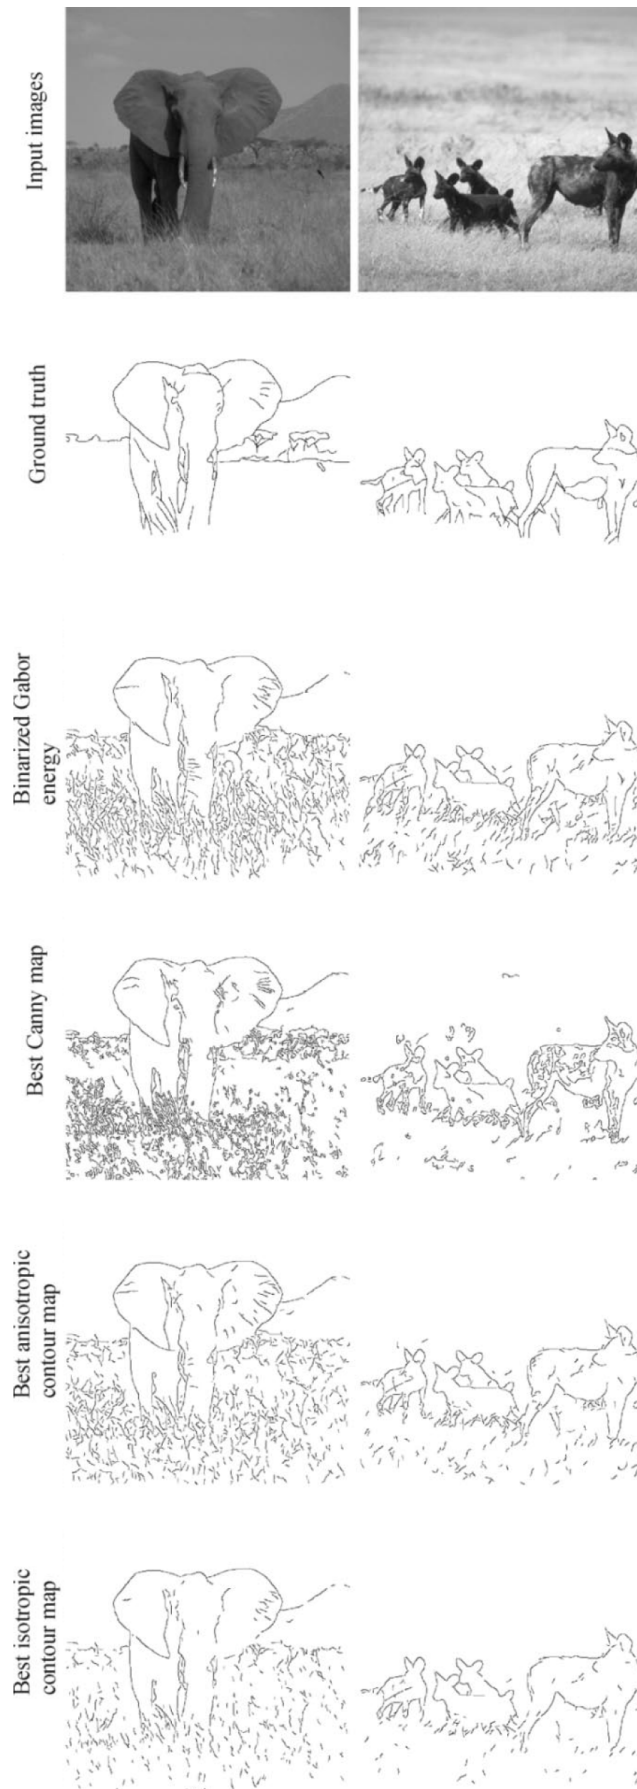 Input images
Ground truth
Binarized Gabor
energy
Best Canny map
Best anisotropic
contour map
Best isotropic
contour map